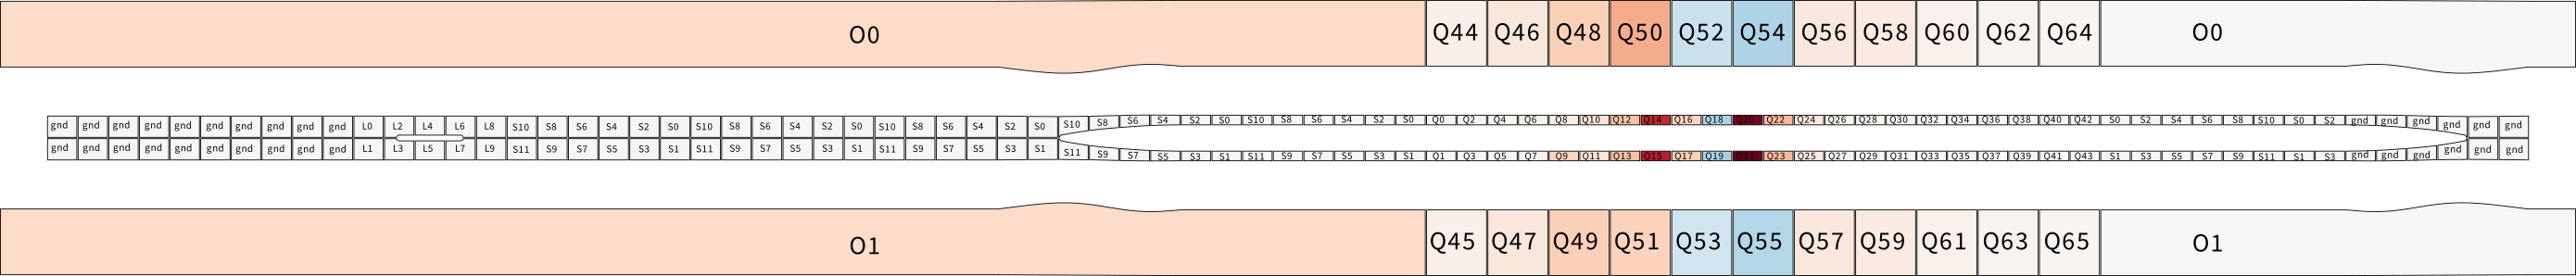 O0 Q44 Q46 Q48 Q50 Q52 Q54 Q56 Q58 Q60 Q62 Q64 O0
gnd gnd gnd gnd gnd gnd gnd gnd gnd gnd L0 L2 L4 L6 L8 S10 S8 S6 S4 S2 S0 S10 S8 S6 S4 S2 S0 S10 S8 S6 S4 S2 S0 S10 S8 S6 S4 S2 S0 S10 S8 S6 S4 S2 S0 Q0 Q2 Q4 Q6 Q8 Q10 Q12 Q14 Q16 Q18 Q20 Q22 Q24 Q26 Q28 Q30 Q32 Q34 Q36 Q38 Q40 Q42 S0 S2 S4 S6 S8 S10 S0 S2 gnd gnd gnd gnd gnd gnd
gnd gnd gnd gnd gnd gnd gnd gnd gnd gnd L1 L3 L5 L7 L9 S11 S9 S7 S5 S3 S1 S11 S9 S7 S5 S3 S1 S11 S9 S7 S5 S3 S1 S11 S9 S7 S5 S3 S1 S11 S9 S7 S5 S3 S1 Q1 Q3 Q5 Q7 Q9 Q11 Q13 Q15 Q17 Q19 Q21 Q23 Q25 Q27 Q29 Q31 Q33 Q35 Q37 Q39 Q41 Q43 S1 S3 S5 S7 S9 S11 S1 S3 gnd gnd gnd gnd gnd gnd
O1 Q45 Q47 Q49 Q51 Q53 Q55 Q57 Q59 Q61 Q63 Q65 O1